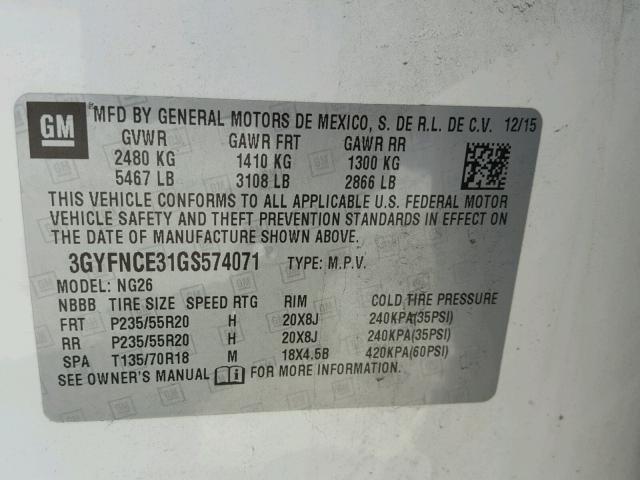 GM
MFD BY GENERAL MOTORS DE MEXICO, S. DE R.L. DE C.V. 12/15
GVWR GAWR FRT GAWR RR
2480 KG 1410 KG 1300 KG
5467 LB 3108 LB 2866 LB
THIS VEHICLE CONFORMS TO ALL APPLICABLE U.S. FEDERAL MOTOR
VEHICLE SAFETY AND THEFT PREVENTION STANDARDS IN EFFECT ON
THE DATE OF MANUFACTURE SHOWN ABOVE.
3GYFNCE31GS574071 TYPE: M.P.V.
MODEL: NG26
NBBB TIRE SIZE SPEED RTG RIM COLD TIRE PRESSURE
FRT P235/55R20 H 20X8J 240KPA(35PSI)
RR P235/55R20 H 20X8J 240KPA(35PSI)
SPA T135/70R18 M 18X4.5B 420KPA(60PSI)
SEE OWNER'S MANUAL FOR MORE INFORMATION.